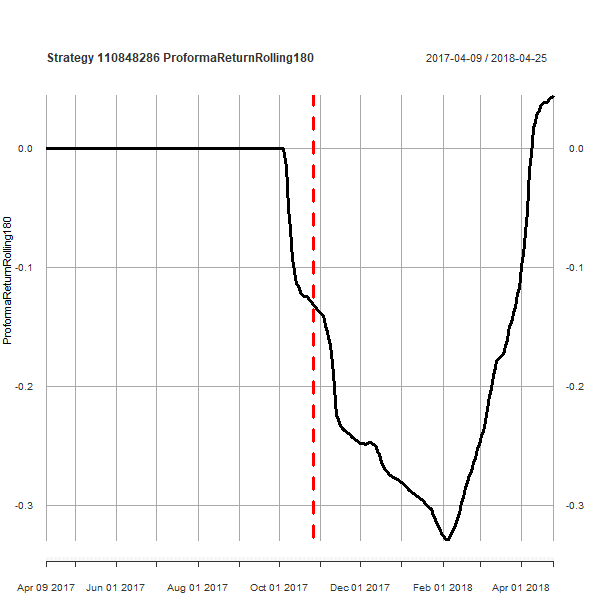 Strategy 110848286 ProformaReturnRolling180
2017-04-09 / 2018-04-25
ProformaReturnRolling180
0.0
0.0
-0.1
-0.1
-0.2
-0.2
-0.3
-0.3
Apr 09 2017
Jun 01 2017
Aug 01 2017
Oct 01 2017
Dec 01 2017
Feb 01 2018
Apr 01 2018